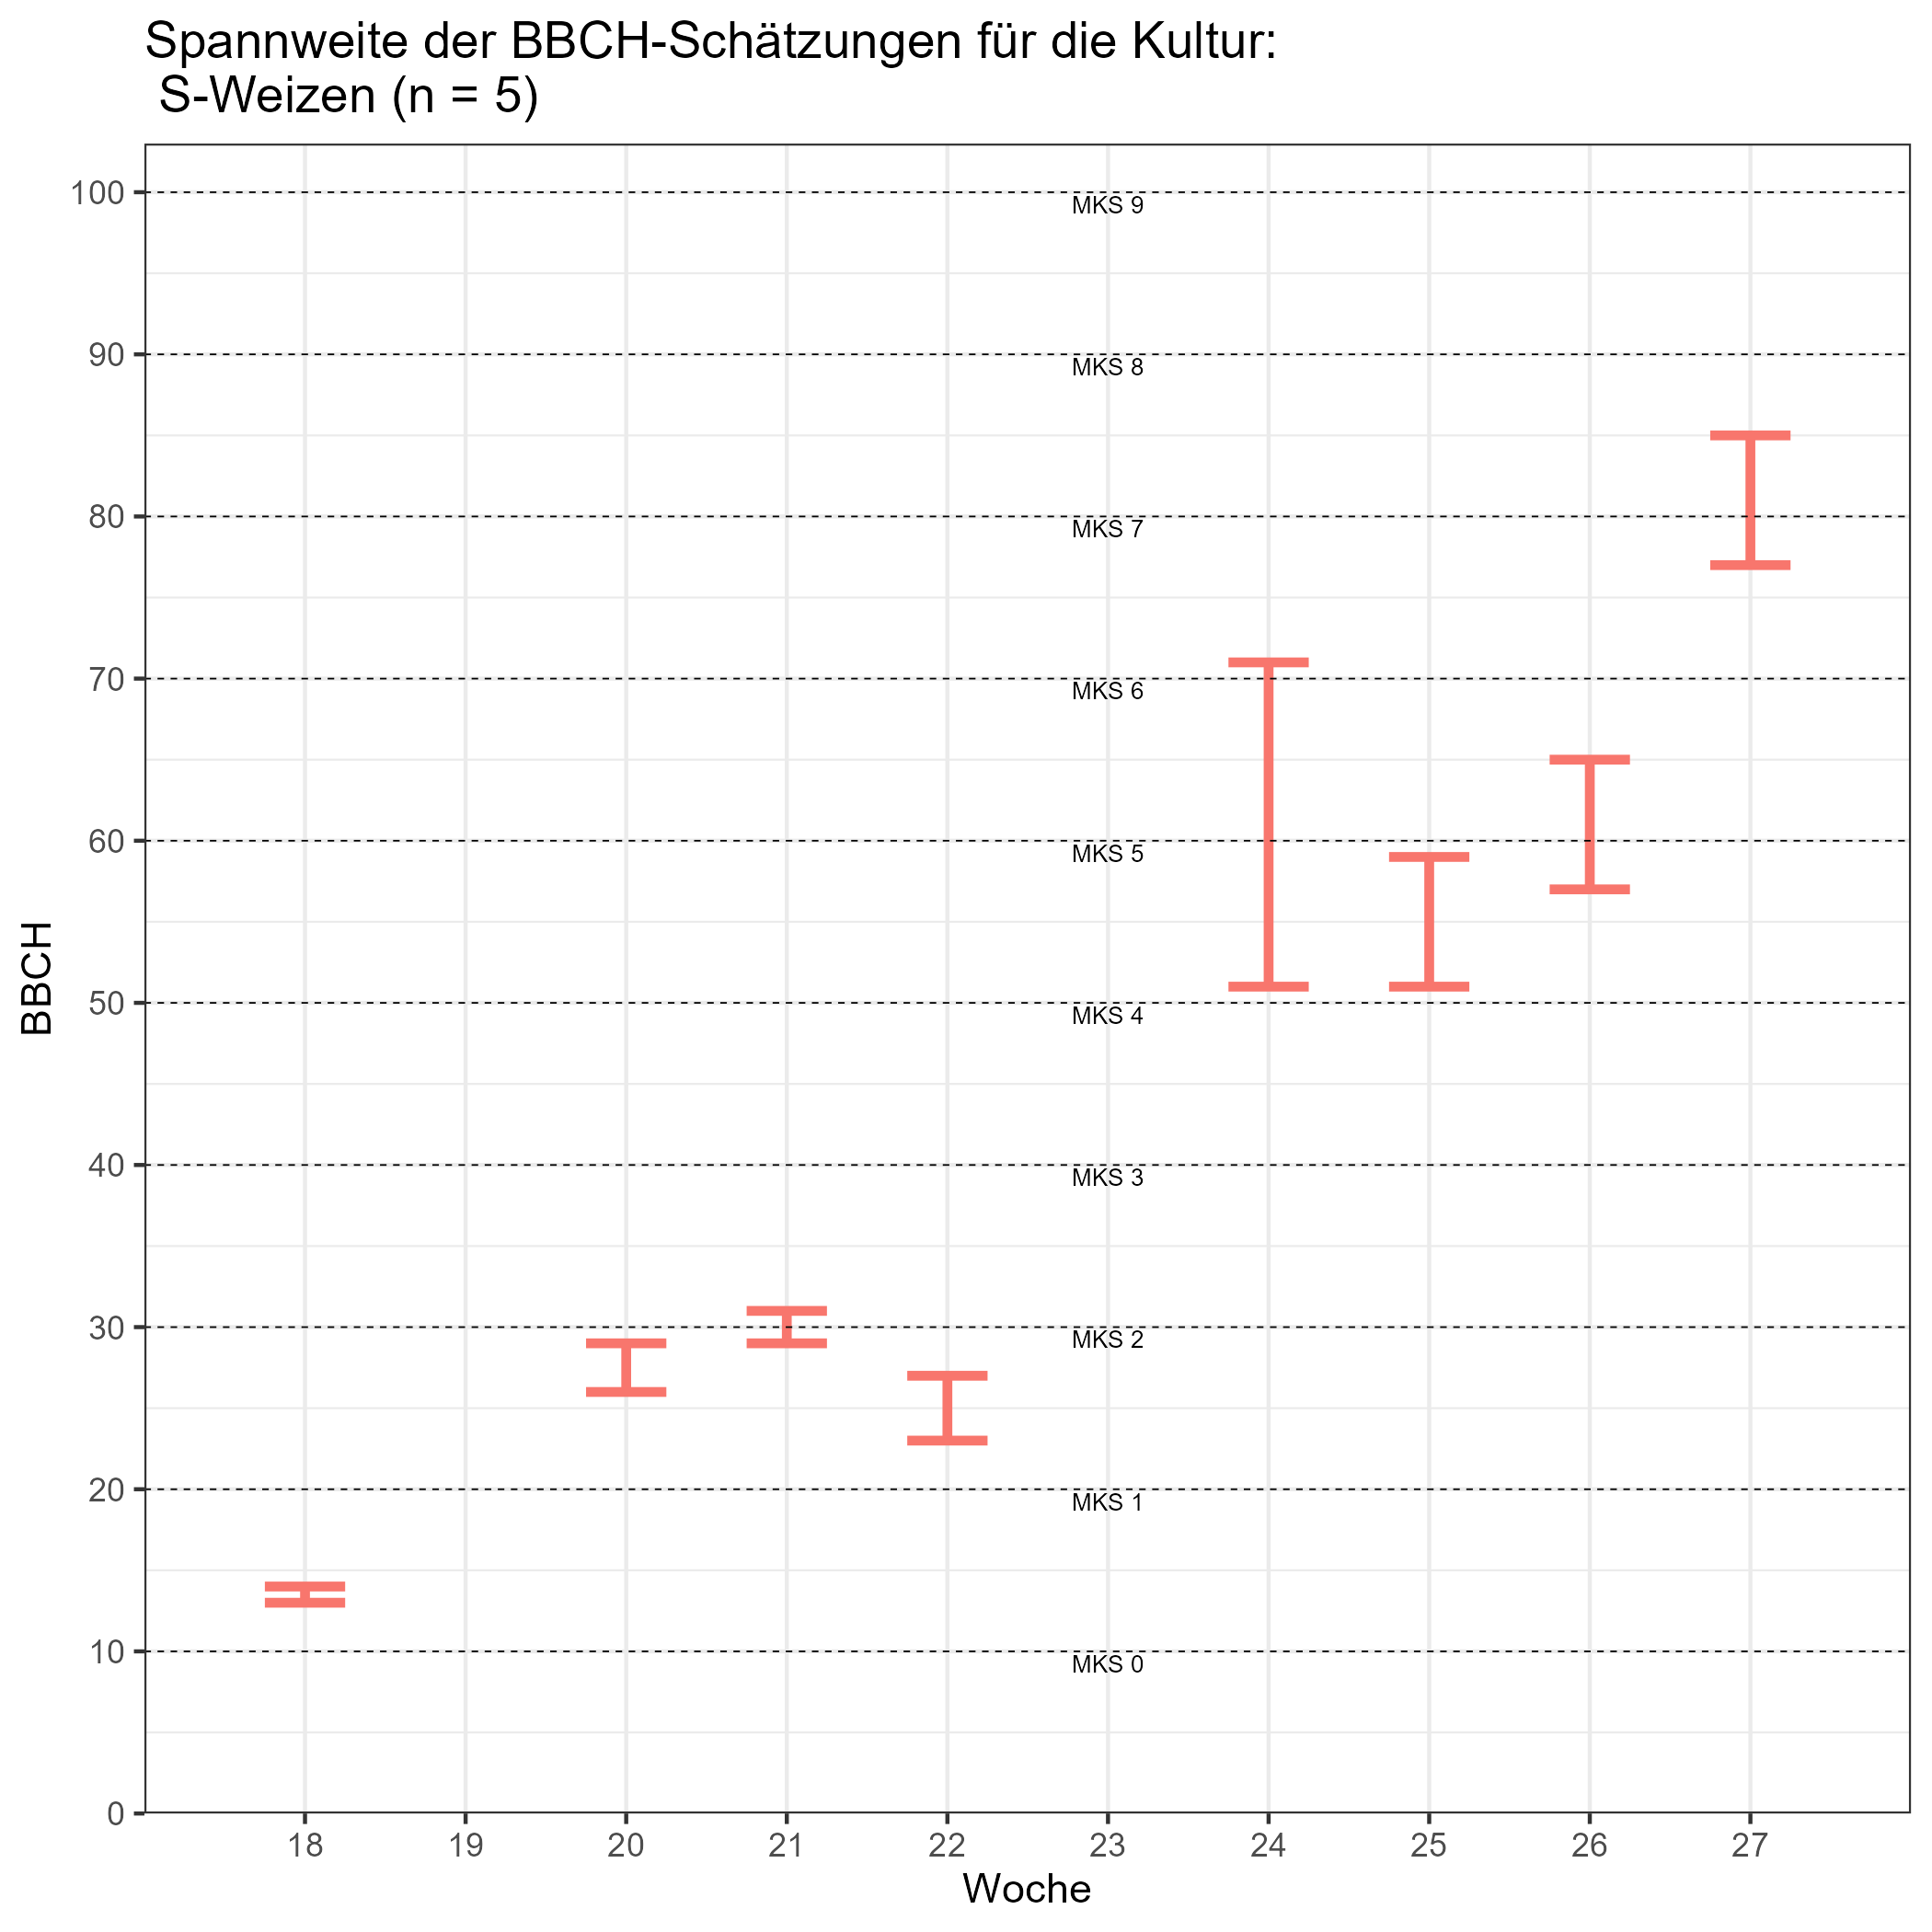 Spannweite der BBCH-Schätzungen für die Kultur:
S-Weizen (n = 5)
100
MKS 9
90
MKS 8
80
MKS 7
70
MKS 6
60
MKS 5
50
MKS 4
40
MKS 3
30
MKS 2
20
MKS 1
10
MKS 0
0
BBCH
18 19 20 21 22 23 24 25 26 27
Woche